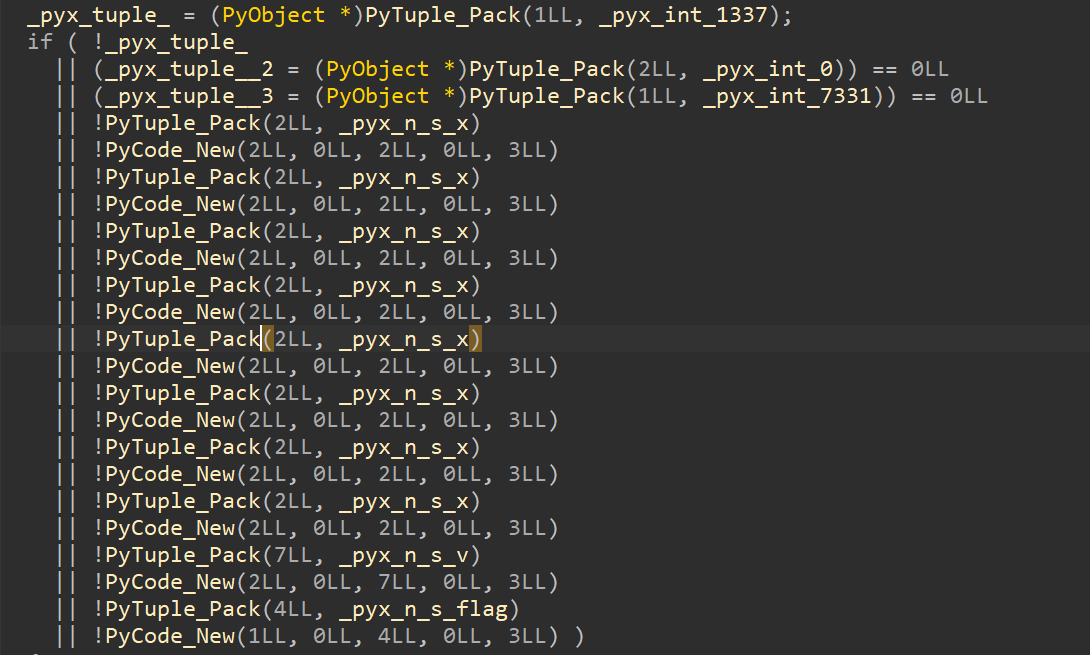 _pyx_tuple_ = (PyObject *)PyTuple_Pack(1LL, _pyx_int_1337);
if ( !_pyx_tuple_
|| (_pyx_tuple__2 = (PyObject *)PyTuple_Pack(2LL, _pyx_int_0)) == 0LL
|| (_pyx_tuple__3 = (PyObject *)PyTuple_Pack(1LL, _pyx_int_7331)) == 0LL
|| !PyTuple_Pack(2LL, _pyx_n_s_x)
|| !PyCode_New(2LL, 0LL, 2LL, 0LL, 3LL)
|| !PyTuple_Pack(2LL, _pyx_n_s_x)
|| !PyCode_New(2LL, 0LL, 2LL, 0LL, 3LL)
|| !PyTuple_Pack(2LL, _pyx_n_s_x)
|| !PyCode_New(2LL, 0LL, 2LL, 0LL, 3LL)
|| !PyTuple_Pack(2LL, _pyx_n_s_x)
|| !PyCode_New(2LL, 0LL, 2LL, 0LL, 3LL)
|| !PyTuple_Pack(2LL, _pyx_n_s_x)
|| !PyCode_New(2LL, 0LL, 2LL, 0LL, 3LL)
|| !PyTuple_Pack(2LL, _pyx_n_s_x)
|| !PyCode_New(2LL, 0LL, 2LL, 0LL, 3LL)
|| !PyTuple_Pack(2LL, _pyx_n_s_x)
|| !PyCode_New(2LL, 0LL, 2LL, 0LL, 3LL)
|| !PyTuple_Pack(2LL, _pyx_n_s_x)
|| !PyCode_New(2LL, 0LL, 2LL, 0LL, 3LL)
|| !PyTuple_Pack(7LL, _pyx_n_s_v)
|| !PyCode_New(2LL, 0LL, 7LL, 0LL, 3LL)
|| !PyTuple_Pack(4LL, _pyx_n_s_flag)
|| !PyCode_New(1LL, 0LL, 4LL, 0LL, 3LL) )